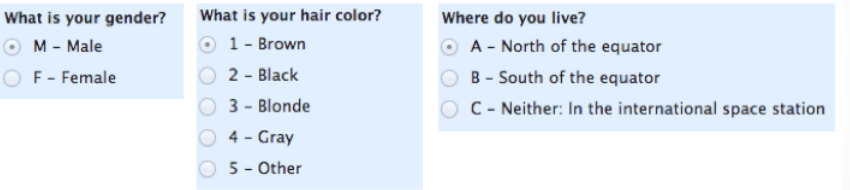 What is your gender?
M – Male
F – Female
What is your hair color?
1 – Brown
2 – Black
3 – Blonde
4 – Gray
5 – Other
Where do you live?
A – North of the equator
B – South of the equator
C – Neither: In the international space station